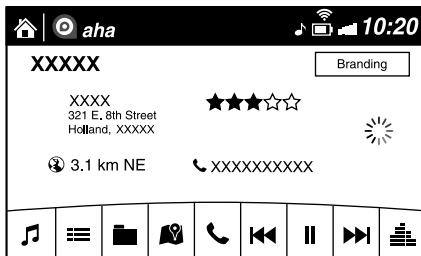 aha 10:20
XXXXX Branding
XXXX
321 E. 8th Street
Holland, XXXXX
3.1 km NE XXXXXXXXXX